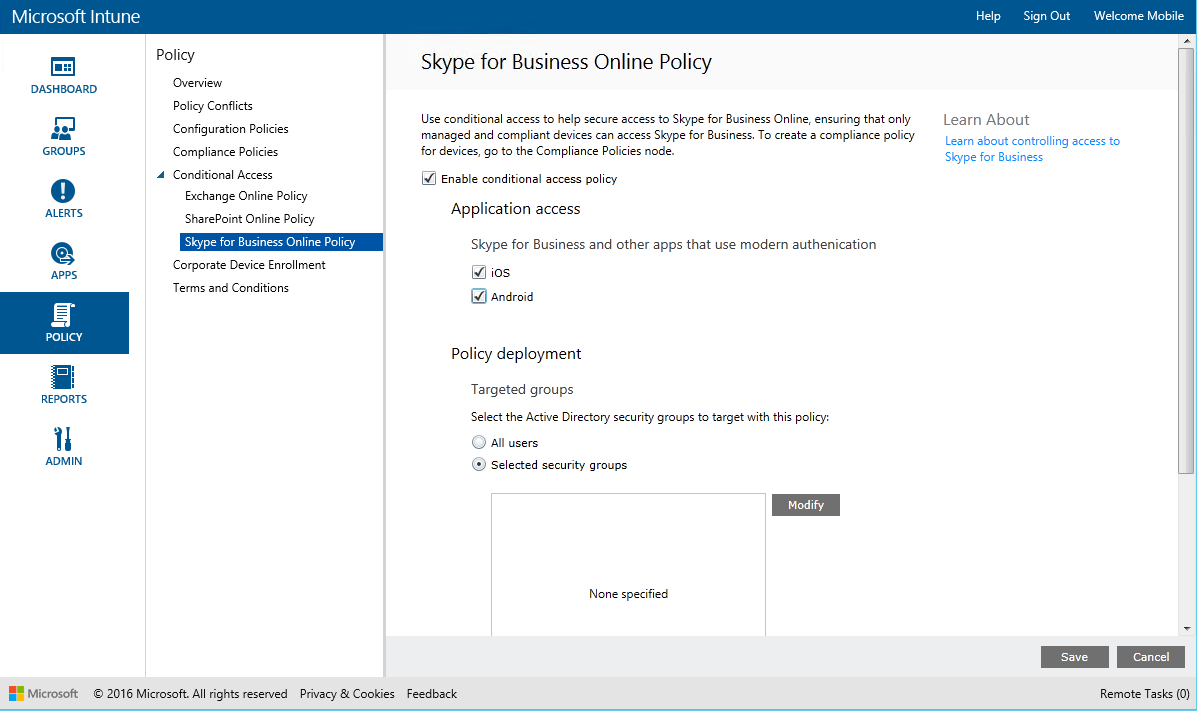 Microsoft Intune
Help
Sign Out
Welcome Mobile
DASHBOARD
GROUPS
ALERTS
APPS
POLICY
REPORTS
ADMIN
Policy
Overview
Policy Conflicts
Configuration Policies
Compliance Policies
Conditional Access
Exchange Online Policy
SharePoint Online Policy
Skype for Business Online Policy
Corporate Device Enrollment
Terms and Conditions
Skype for Business Online Policy
Use conditional access to help secure access to Skype for Business Online, ensuring that only
managed and compliant devices can access Skype for Business. To create a compliance policy
for devices, go to the Compliance Policies node.
Enable conditional access policy
Application access
Skype for Business and other apps that use modern authenication
iOS
Android
Policy deployment
Targeted groups
Select the Active Directory security groups to target with this policy:
All users
Selected security groups
None specified
Modify
Learn About
Learn about controlling access to
Skype for Business
Save
Cancel
Microsoft
© 2016 Microsoft. All rights reserved
Privacy & Cookies
Feedback
Remote Tasks (0)